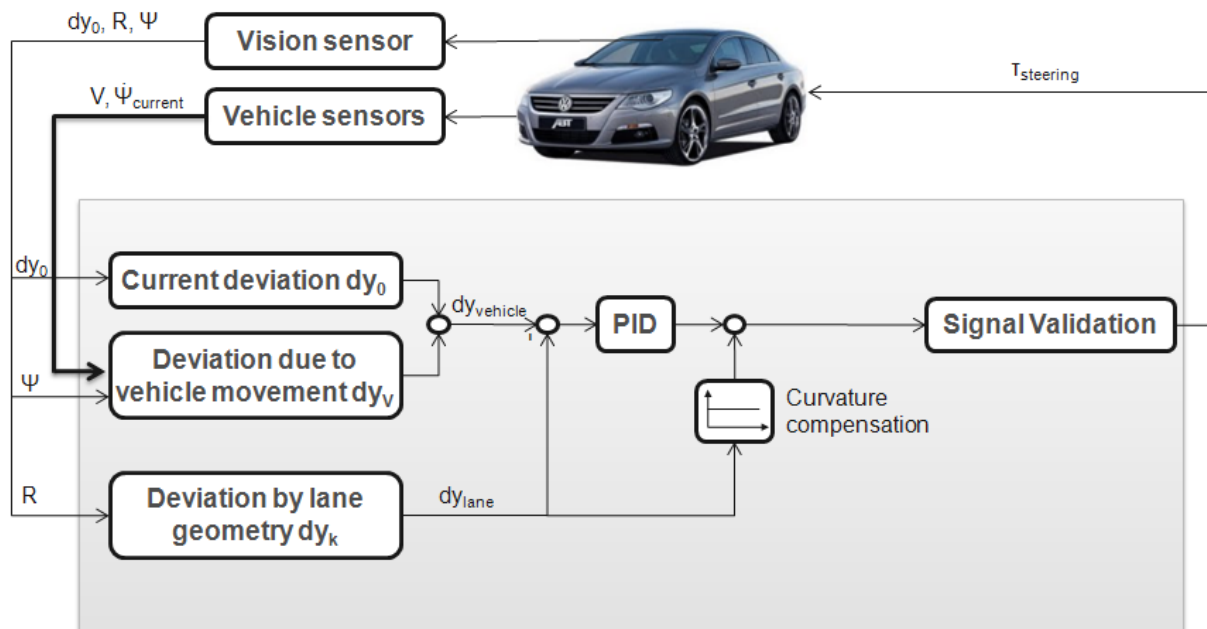 dy₀, R, Ψ
Vision sensor
τsteering
V, Ψ̇current
Vehicle sensors
ABT
dy₀
Current deviation dy₀
dyvehicle
PID
Signal Validation
Deviation due to
vehicle movement dyV
Ψ
Curvature
compensation
R
Deviation by lane
geometry dyk
dylane